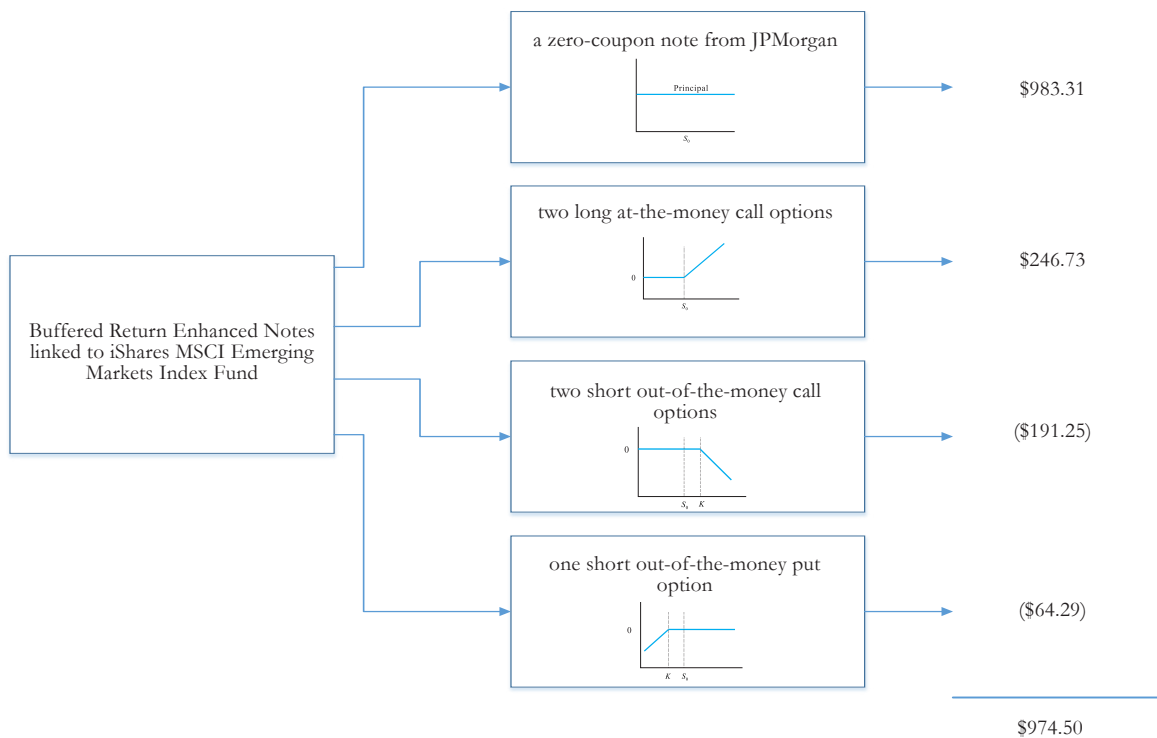 a zero-coupon note from JPMorgan
Principal
S₀
$983.31
two long at-the-money call options
0
S₀
$246.73
Buffered Return Enhanced Notes
linked to iShares MSCI Emerging
Markets Index Fund
two short out-of-the-money call
options
0
S₀ K
($191.25)
one short out-of-the-money put
option
0
K S₀
($64.29)
$974.50